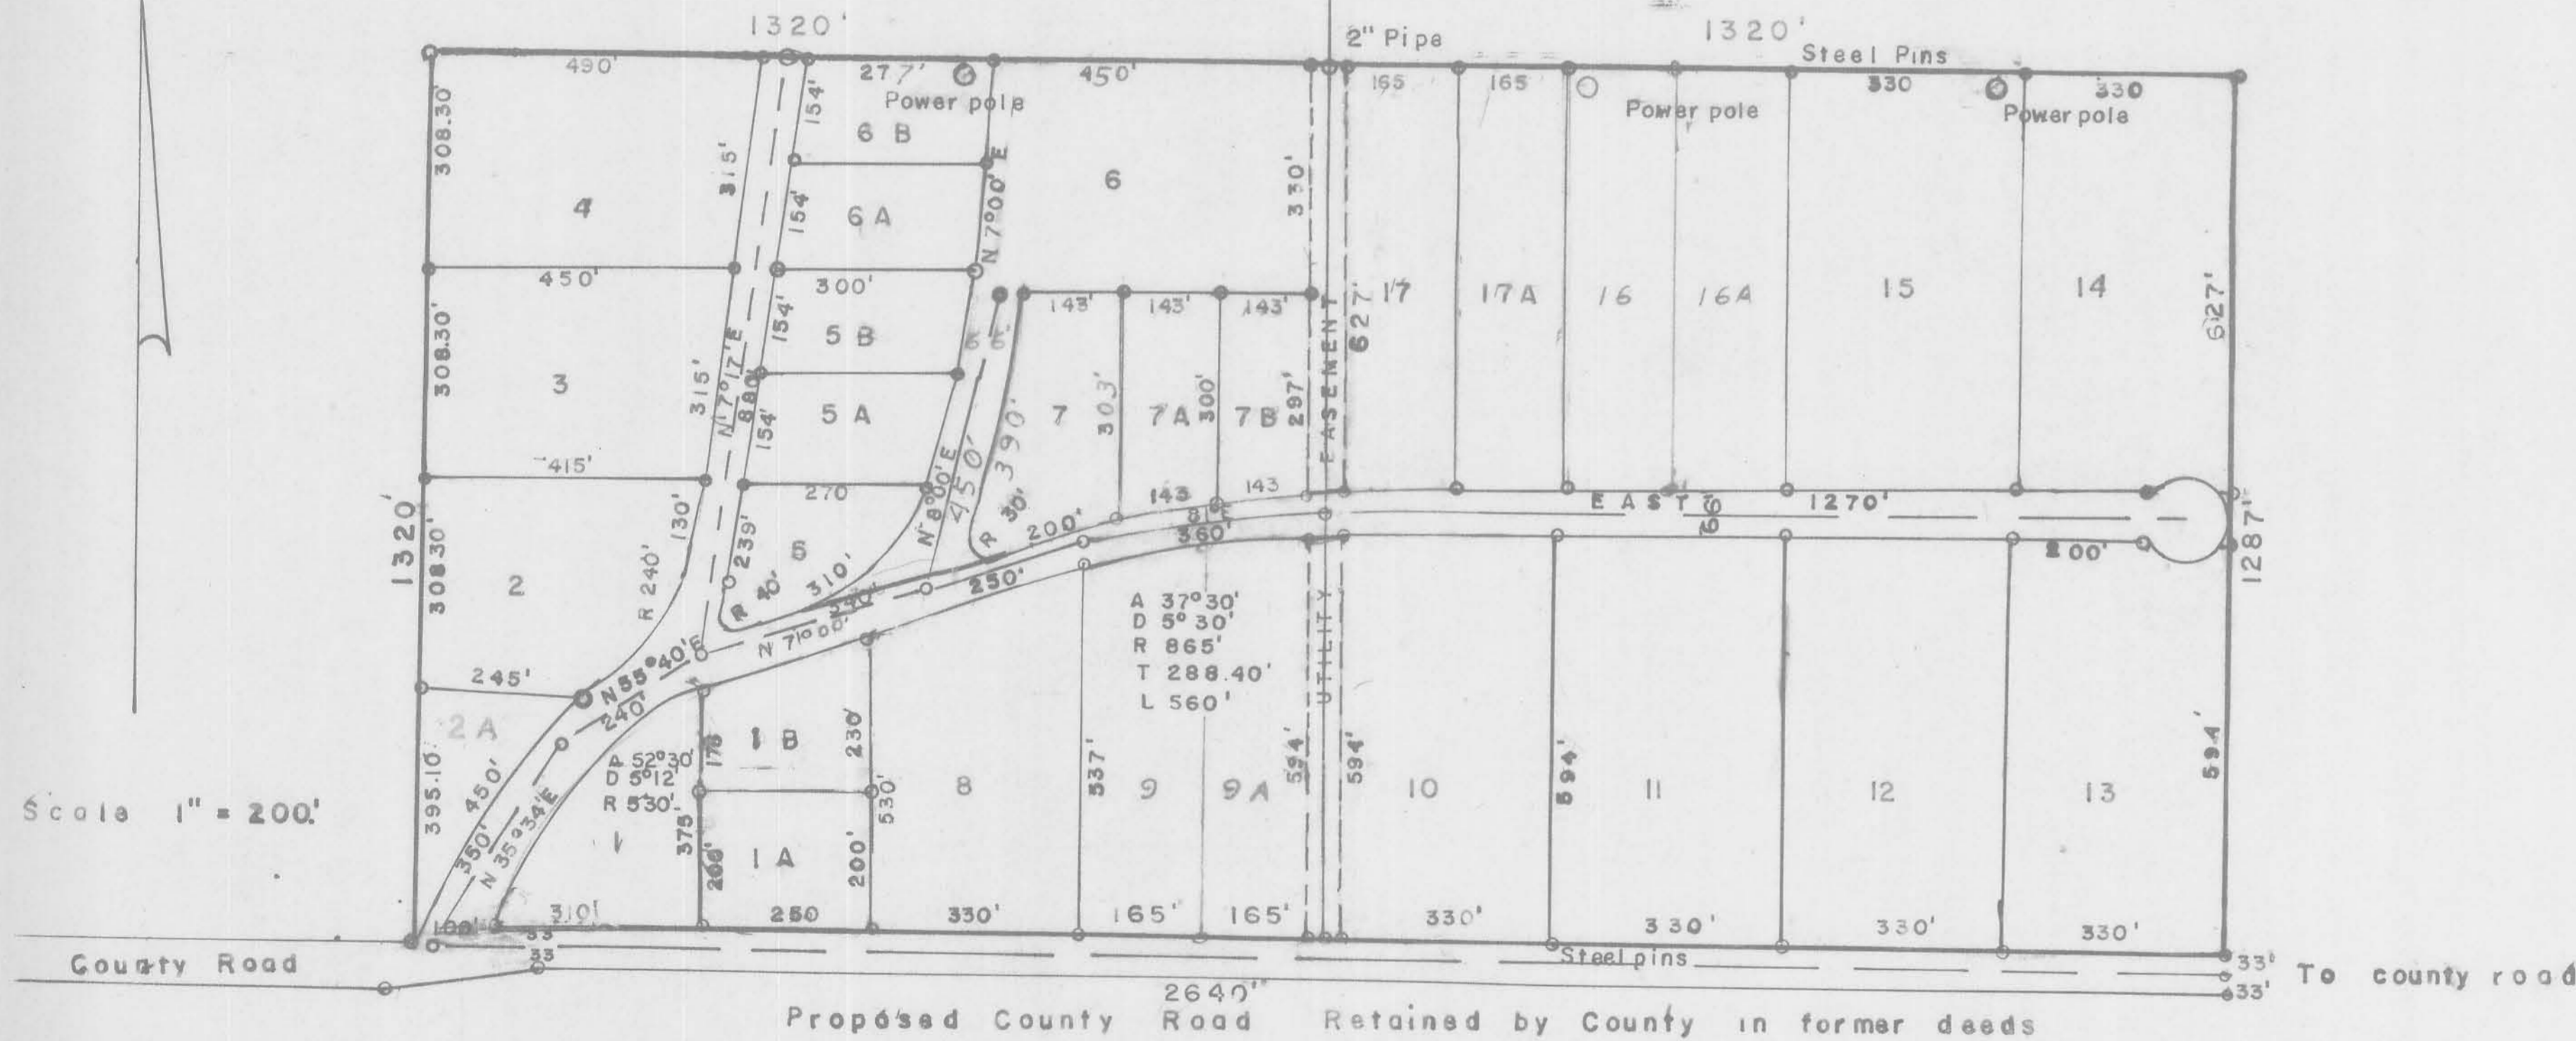 1320'
1320'
2" Pipe
Steel Pins
490'
277'
450'
165
165
330
330
Power pole
Power pole
Power pole
308.30'
315'
154'
6 B
4
154'
6 A
N 7°00' E
6
330'
450'
300'
143'
143'
143'
17
17A
16
16A
15
14
627'
627'
EASEMENT
308.30'
3
315'
N 7°17' E
880'
154'
5 B
66
154'
5 A
450'
N 8°00' E
390'
R 30'
7
303'
7A
300'
7B
297'
415'
270
143
143
EAST
66
1270'
1320'
308.30'
2
R 240'
130'
239'
5
R 40'
310'
340'
N 71°00'
200'
250'
360'
200'
1287'
245'
N 55°40' E
240'
A 37°30'
D 5°30'
R 865'
T 288.40'
L 560'
UTILITY
2 A
395.10'
450'
350'
N 35°34' E
A 52°30'
D 5°12'
R 530'
1
375'
1 B
230'
200'
1 A
200'
530'
8
537'
9
9A
594'
594'
10
594'
11
12
13
594'
Scale 1" = 200.'
100'
310'
250
330'
165'
165'
330'
330'
330'
330'
33
33
County Road
Steel pins
33'
33'
To county road
2640'
Proposed County Road Retained by County in former deeds